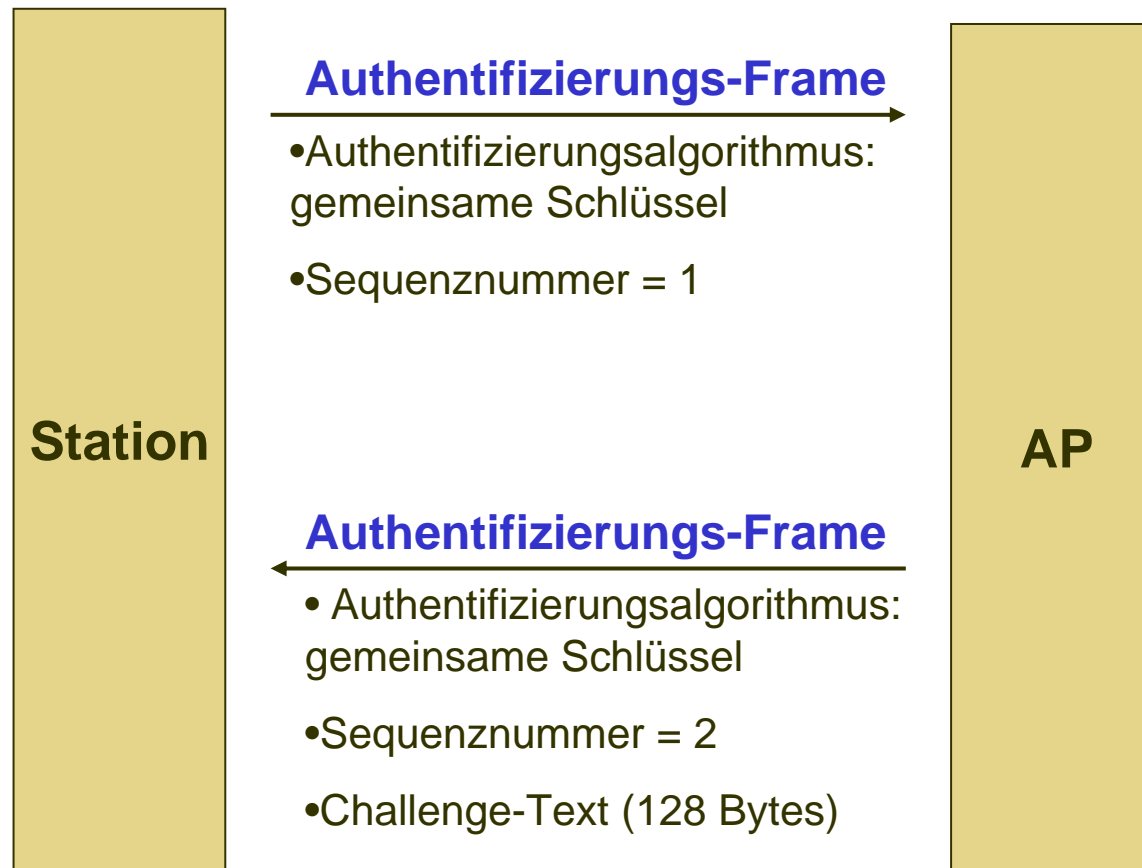 Authentifizierungs-Frame
•Authentifizierungsalgorithmus:
gemeinsame Schlüssel
•Sequenznummer = 1
Station
AP
Authentifizierungs-Frame
• Authentifizierungsalgorithmus:
gemeinsame Schlüssel
•Sequenznummer = 2
•Challenge-Text (128 Bytes)